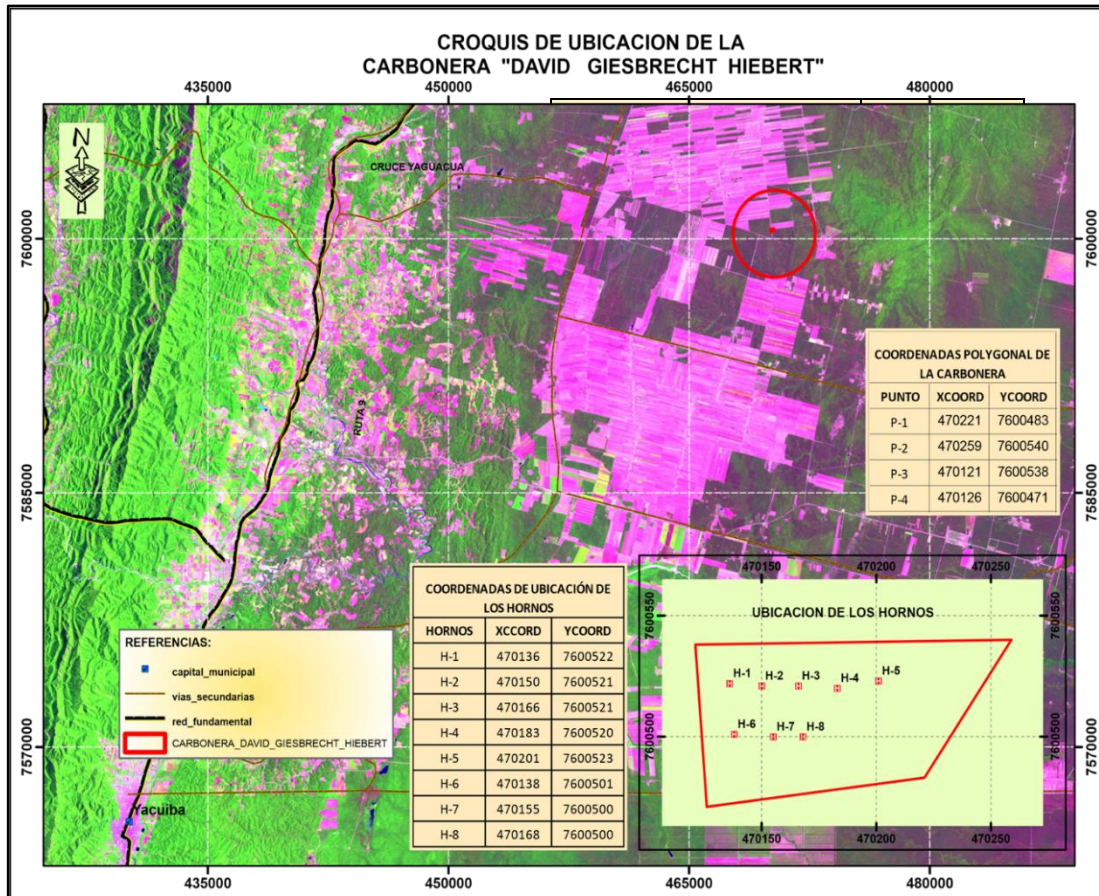 CROQUIS DE UBICACION DE LA
CARBONERA "DAVID GIESBRECHT HIEBERT"
435000 450000 465000 480000
N
CRUCE YAGUACUA
7600000 7600000
RUTA 9
COORDENADAS POLYGONAL DE
LA CARBONERA
PUNTO XCOORD YCOORD
P-1 470221 7600483
P-2 470259 7600540
P-3 470121 7600538
P-4 470126 7600471
7585000 7585000
COORDENADAS DE UBICACIÓN DE
LOS HORNOS
HORNOS XCCORD YCOORD
H-1 470136 7600522
H-2 470150 7600521
H-3 470166 7600521
H-4 470183 7600520
H-5 470201 7600523
H-6 470138 7600501
H-7 470155 7600500
H-8 470168 7600500
470150 470200 470250
UBICACION DE LOS HORNOS
7600550 7600550
H-1 H-2 H-3 H-4 H-5
H-6 H-7 H-8
7600500 7600500
470150 470200 470250
REFERENCIAS:
capital_municipal
vias_secundarias
red_fundamental
CARBONERA_DAVID_GIESBRECHT_HIEBERT
7570000 7570000
Yacuiba
435000 450000 465000 480000